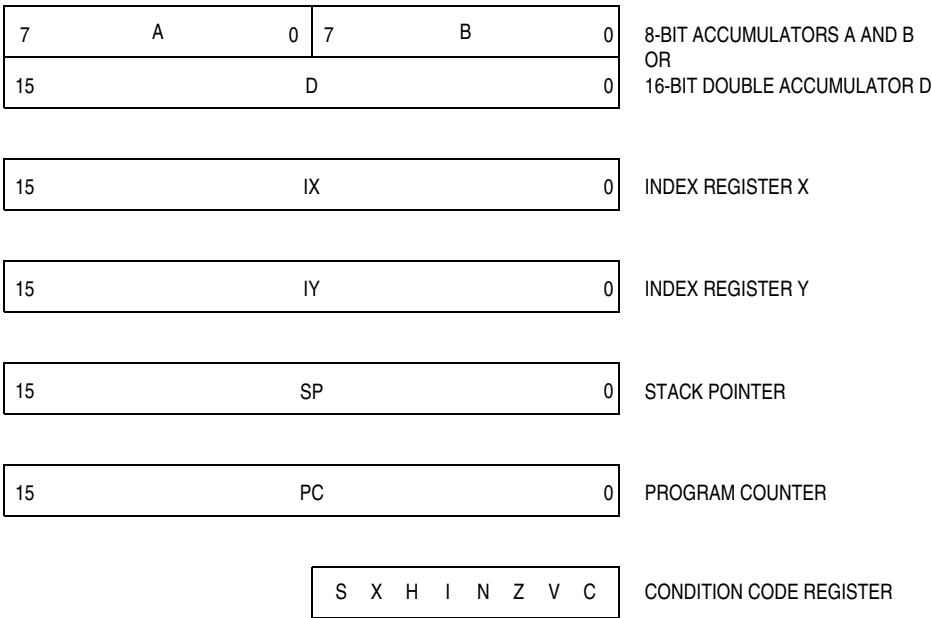 7 A 0 7 B 0 8-BIT ACCUMULATORS A AND B
OR
15 D 0 16-BIT DOUBLE ACCUMULATOR D
15 IX 0 INDEX REGISTER X
15 IY 0 INDEX REGISTER Y
15 SP 0 STACK POINTER
15 PC 0 PROGRAM COUNTER
S X H I N Z V C CONDITION CODE REGISTER